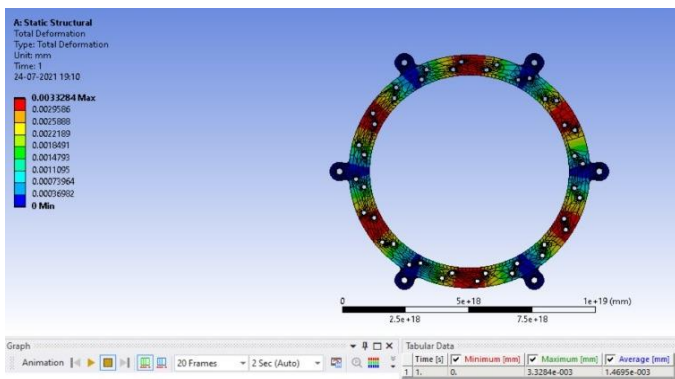 A: Static Structural
Total Deformation
Type: Total Deformation
Unit: mm
Time: 1
24-07-2021 19:10
0.0033284 Max
0.0029586
0.0025888
0.0022189
0.0018491
0.0014793
0.0011095
0.00073964
0.00036982
0 Min
0 5e+18 1e+19 (mm)
2.5e+18 7.5e+18
Graph
Animation 20 Frames 2 Sec (Auto)
Tabular Data
Time [s] Minimum [mm] Maximum [mm] Average [mm]
1 1. 0. 3.3284e-003 1.4695e-003